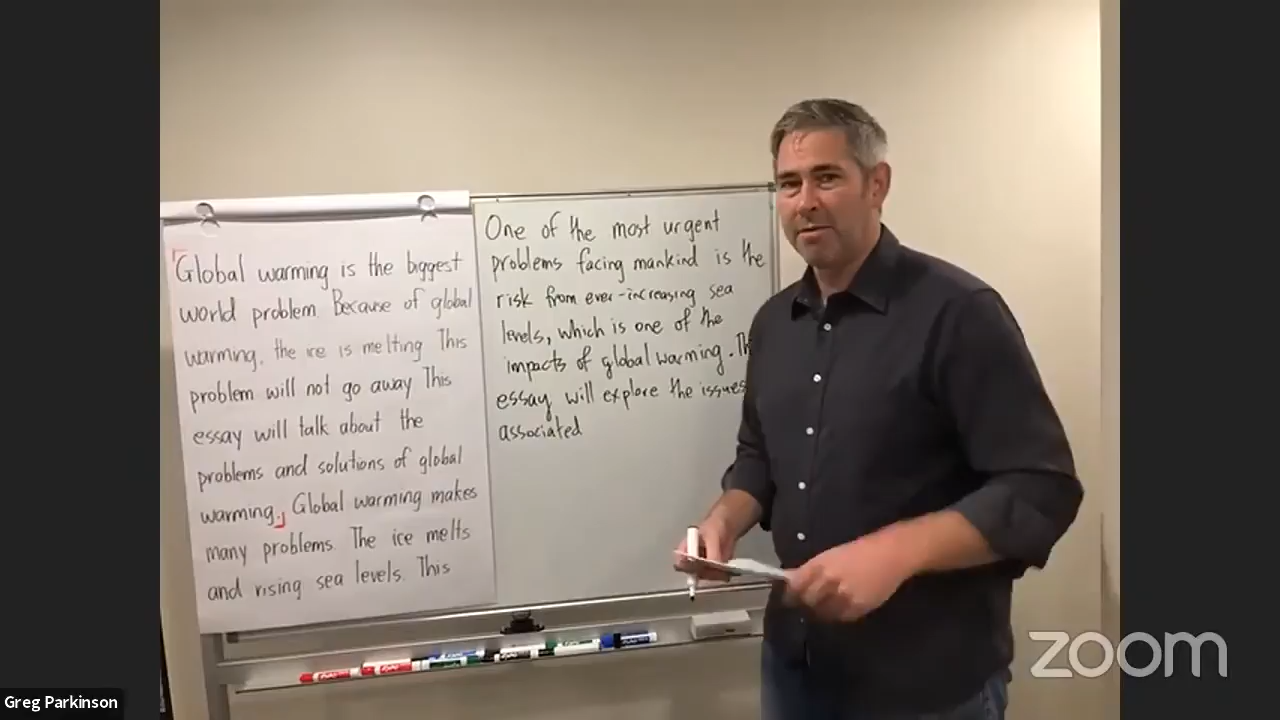 Global warming is the biggest
world problem. Because of global
warming, the ice is melting. This
problem will not go away. This
essay will talk about the
problems and solutions of global
warming. Global warming makes
many problems. The ice melts
and rising sea levels. This
One of the most urgent
problems facing mankind is the
risk from ever-increasing sea
levels, which is one of the
impacts of global warming.
essay will explore the issues
associated
zoom
Greg Parkinson